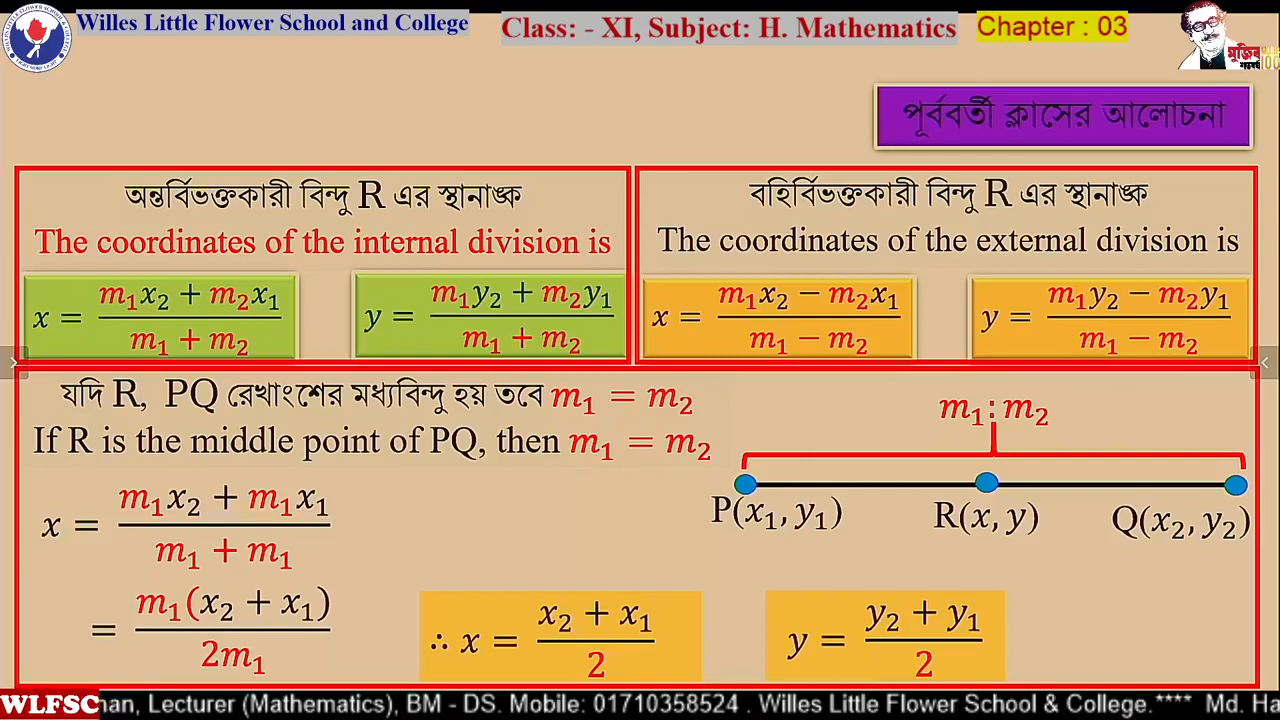 Willes Little Flower School and College
Class: - XI, Subject: H. Mathematics
Chapter : 03
মুজিব
শতবর্ষ
100
পূর্ববর্তী ক্লাসের আলোচনা
অন্তর্বিভক্তকারী বিন্দু R এর স্থানাঙ্ক
The coordinates of the internal division is
x = (m₁x₂ + m₂x₁)/(m₁ + m₂)
y = (m₁y₂ + m₂y₁)/(m₁ + m₂)
বহির্বিভক্তকারী বিন্দু R এর স্থানাঙ্ক
The coordinates of the external division is
x = (m₁x₂ − m₂x₁)/(m₁ − m₂)
y = (m₁y₂ − m₂y₁)/(m₁ − m₂)
যদি R, PQ রেখাংশের মধ্যবিন্দু হয় তবে m₁ = m₂
If R is the middle point of PQ, then m₁ = m₂
x = (m₁x₂ + m₁x₁)/(m₁ + m₁)
= m₁(x₂ + x₁)/2m₁
∴ x = (x₂ + x₁)/2
y = (y₂ + y₁)/2
m₁:m₂
P(x₁, y₁)
R(x, y)
Q(x₂, y₂)
WLFSC
an, Lecturer (Mathematics), BM - DS. Mobile: 01710358524 . Willes Little Flower School & College.**** Md. Ha